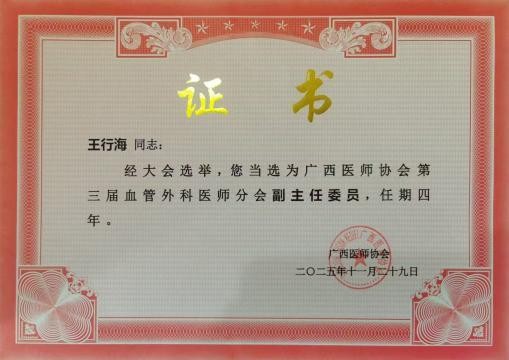 证 书
王行海 同志：
经大会选举，您当选为广西医师协会第
三届血管外科医师分会副主任委员，任期四
年。
广西医师协会
二〇二五年十一月二十九日